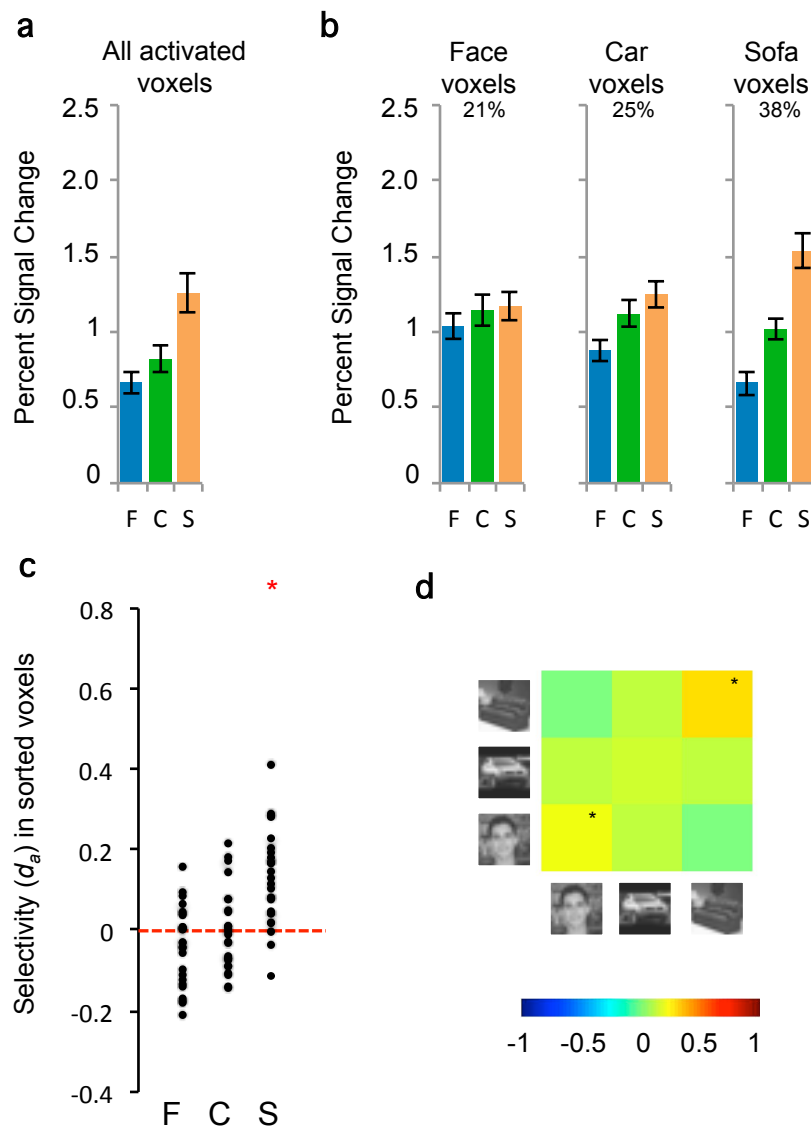 a
All activated
voxels
Percent Signal Change
2.5
2.0
1.5
1
0.5
0
F C S
b
Face
voxels
21%
Car
voxels
25%
Sofa
voxels
38%
Percent Signal Change
2.5
2.0
1.5
1
0.5
0
F C S
F C S
F C S
c
*
Selectivity (da) in sorted voxels
0.8
0.6
0.4
0.2
0
-0.2
-0.4
F C S
d
*
*
-1 -0.5 0 0.5 1